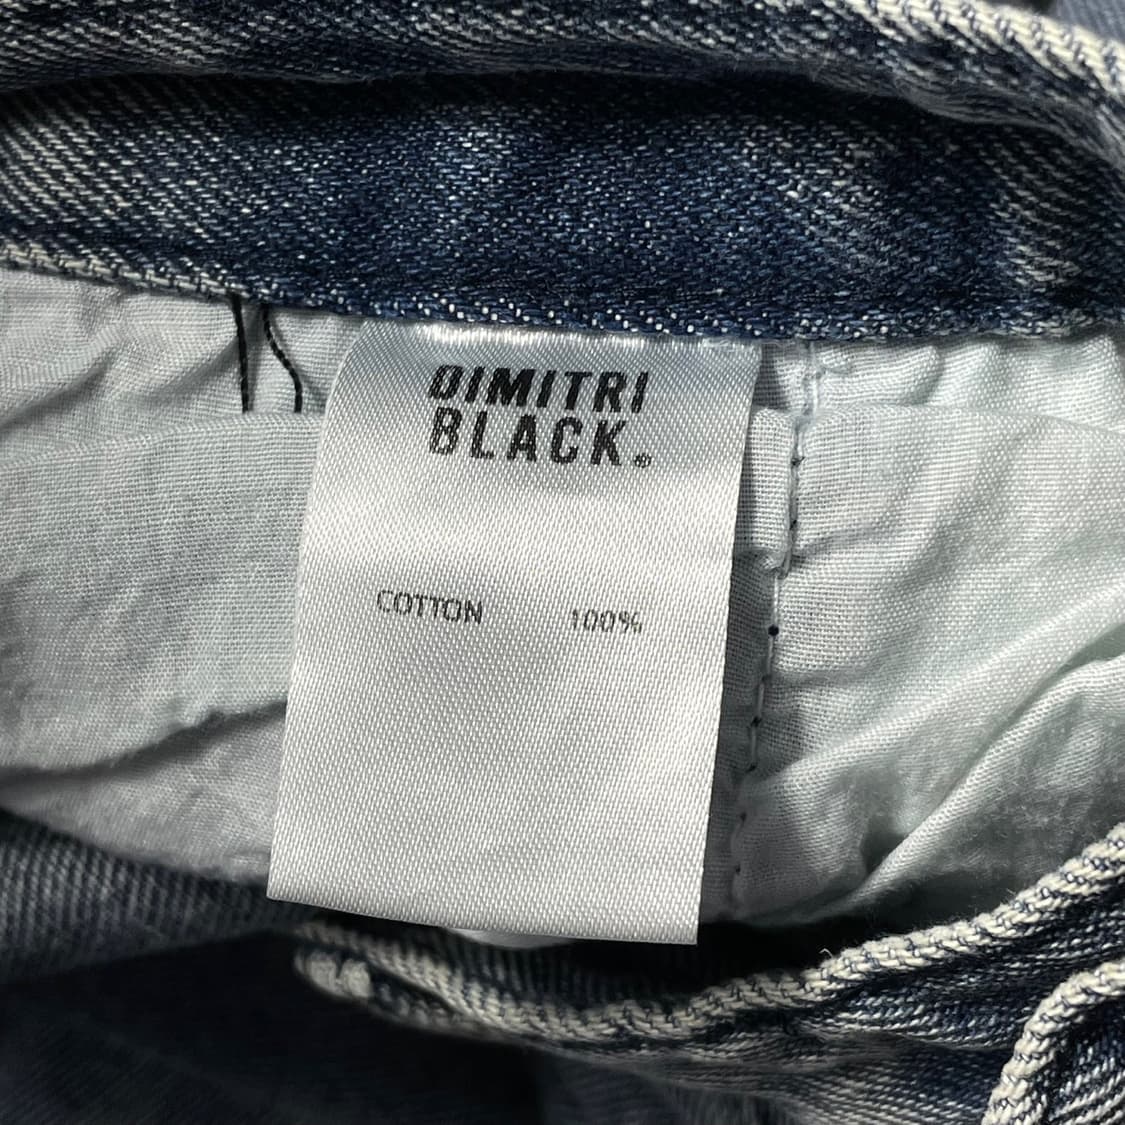 DIMITRI
BLACK.®
COTTON 100%